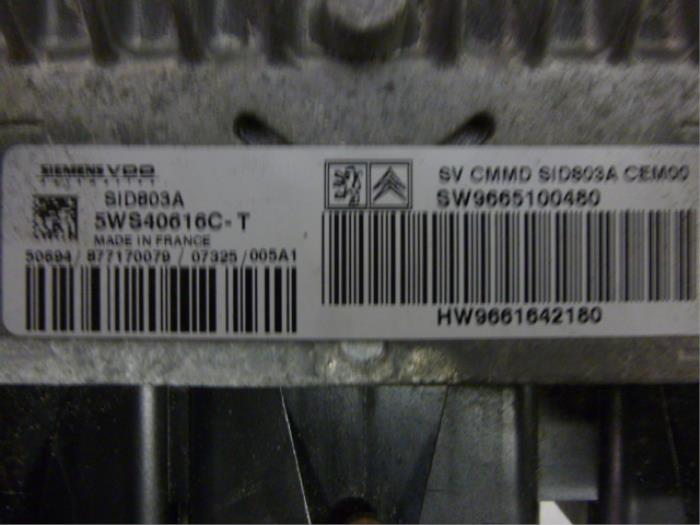 SIEMENS VDO
SID803A
5WS40616C-T
MADE IN FRANCE
50694/877170079/07325/005A1
SV CMMD SID803A CEM00
SW9665100480
HW9661642180